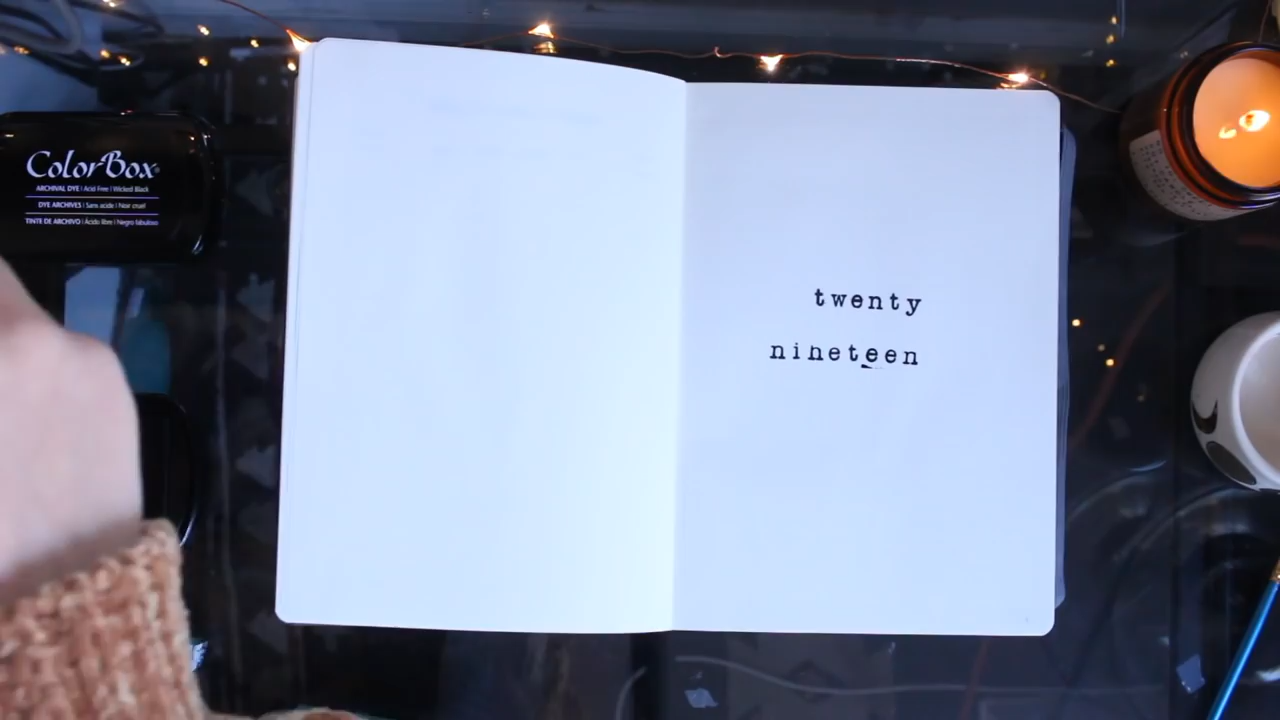 ColorBox®
ARCHIVAL DYE | Acid Free | Wicked Black
DYE ARCHIVES | Sans acide | Noir cruel
TINTE DE ARCHIVO | Ácido libre | Negro fabuloso
twenty
nineteen